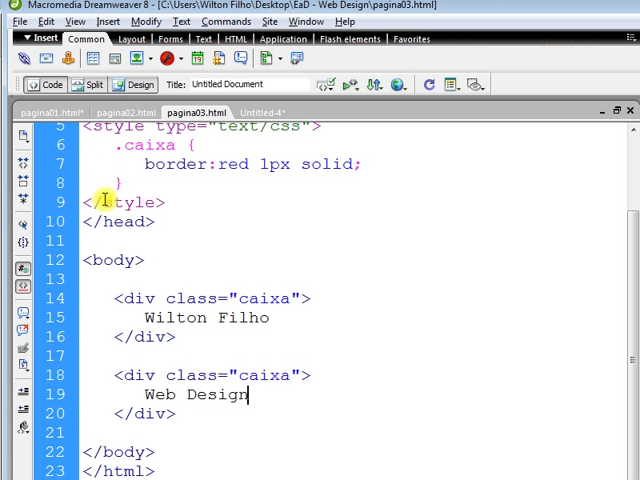 Macromedia Dreamweaver 8 - [C:\Users\Wilton Filho\Desktop\EaD - Web Design\pagina03.html]
File Edit View Insert Modify Text Commands Site Window Help
Insert Common Layout Forms Text HTML Application Flash elements Favorites
Code Split Design Title: Untitled Document
pagina01.html* pagina02.html pagina03.html Untitled-4*
5 <style type="text/css">
6 .caixa {
7 border:red 1px solid;
8 }
9 </style>
10 </head>
11
12 <body>
13
14 <div class="caixa">
15 Wilton Filho
16 </div>
17
18 <div class="caixa">
19 Web Design
20 </div>
21
22 </body>
23 </html>